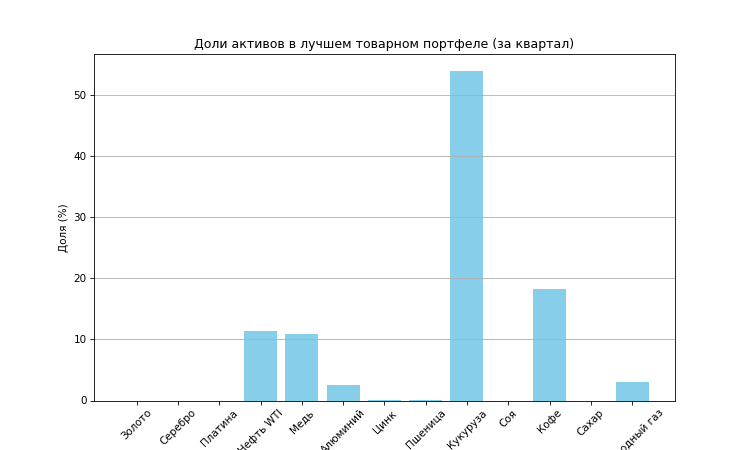 Доли активов в лучшем товарном портфеле (за квартал)
Доля (%)
50
40
30
20
10
0
Золото
Серебро
Платина
Нефть WTI
Медь
Алюминий
Цинк
Пшеница
Кукуруза
Соя
Кофе
Сахар
газ